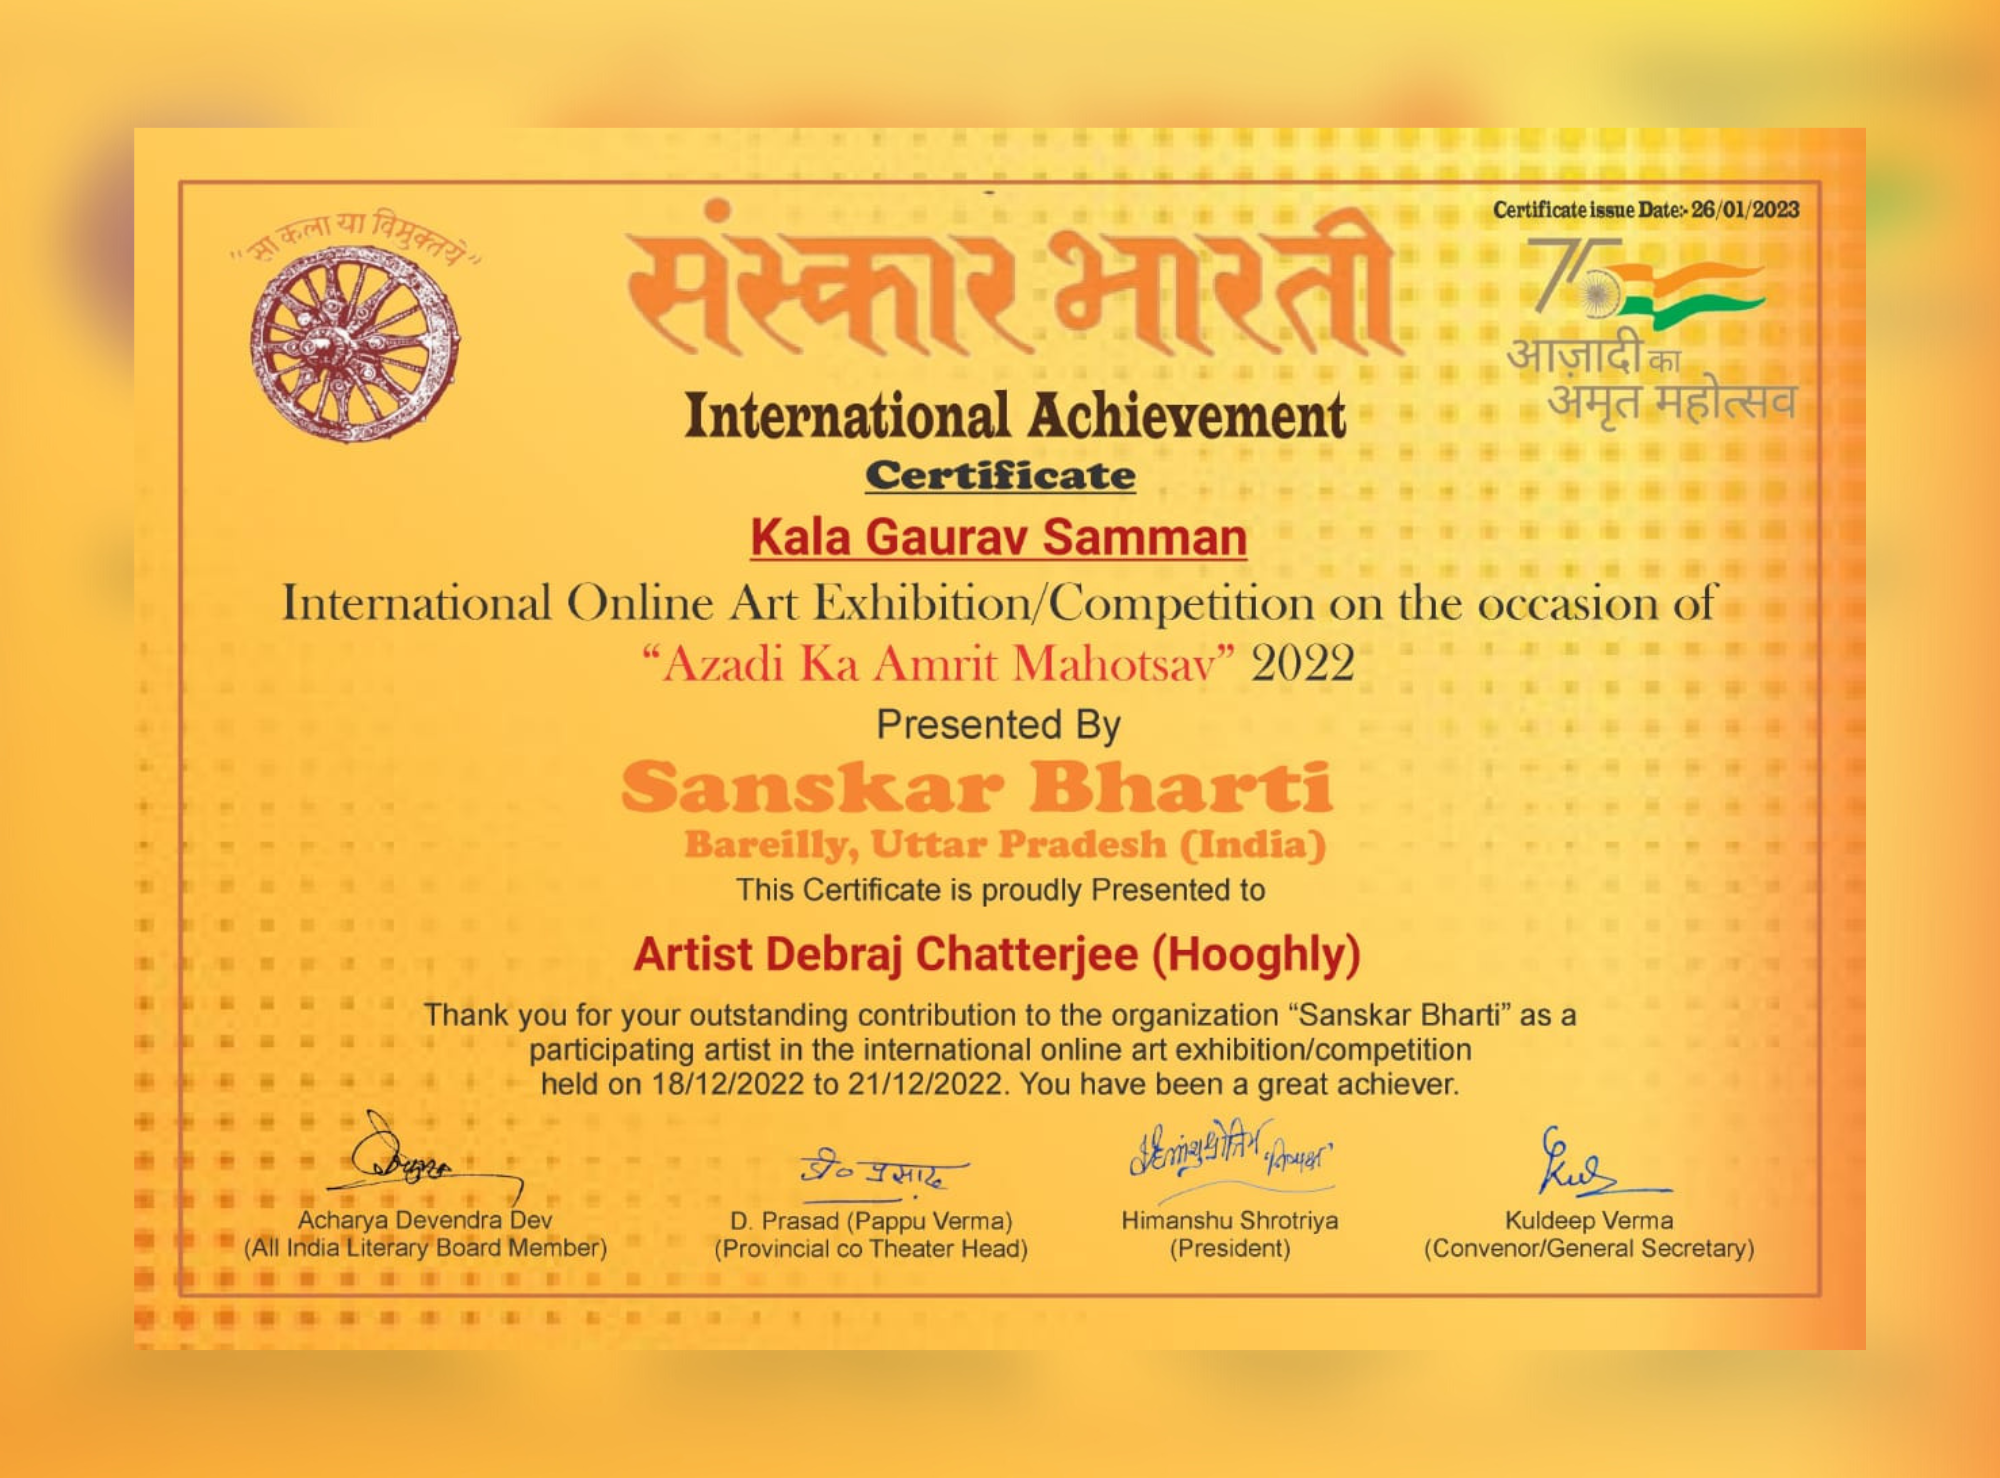 Certificate issue Date:- 26/01/2023
"सा कला या विमुक्तये"
संस्कार भारती
75
आज़ादी का
अमृत महोत्सव
International Achievement
Certificate
Kala Gaurav Samman
International Online Art Exhibition/Competition on the occasion of
“Azadi Ka Amrit Mahotsav” 2022
Presented By
Sanskar Bharti
Bareilly, Uttar Pradesh (India)
This Certificate is proudly Presented to
Artist Debraj Chatterjee (Hooghly)
Thank you for your outstanding contribution to the organization “Sanskar Bharti” as a
participating artist in the international online art exhibition/competition
held on 18/12/2022 to 21/12/2022. You have been a great achiever.
डी० प्रसाद
Acharya Devendra Dev
(All India Literary Board Member)
D. Prasad (Pappu Verma)
(Provincial co Theater Head)
Himanshu Shrotriya
(President)
Kuldeep Verma
(Convenor/General Secretary)